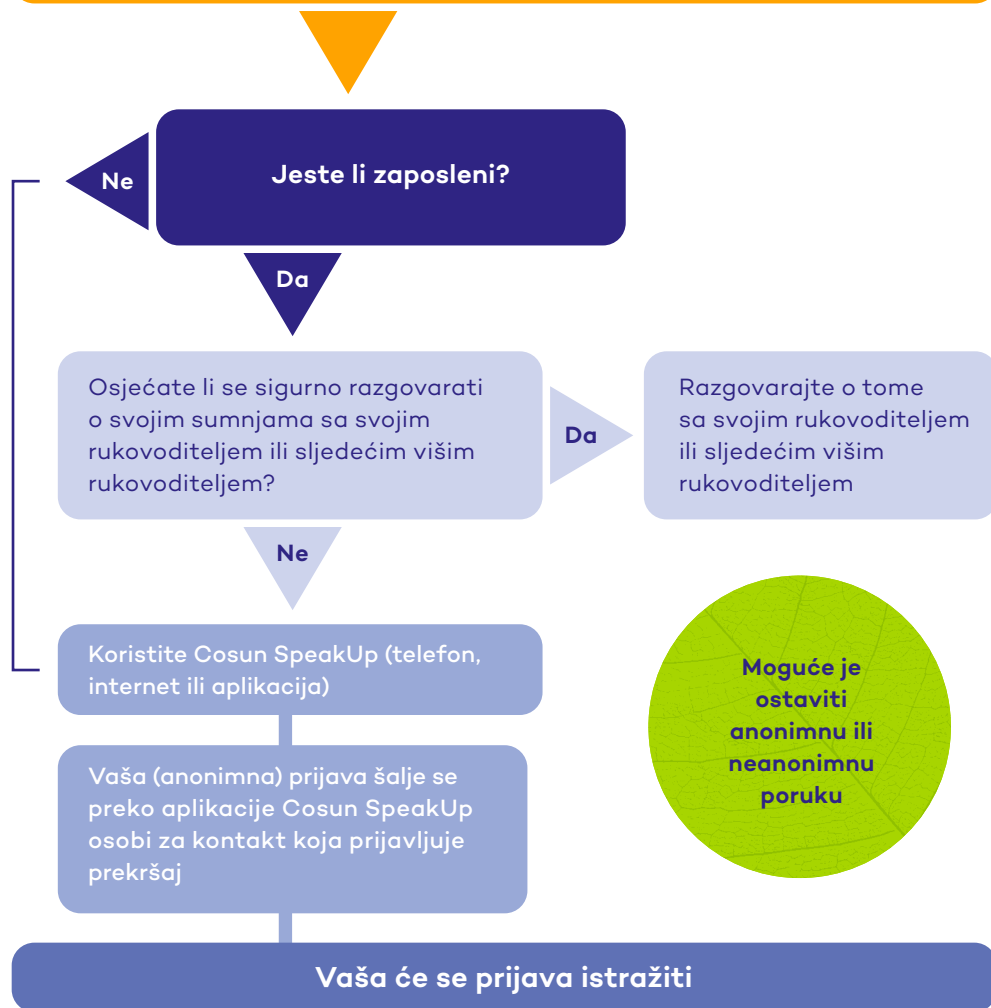 Jeste li zaposleni?
Ne
Da
Osjećate li se sigurno razgovarati
o svojim sumnjama sa svojim
rukovoditeljem ili sljedećim višim
rukovoditeljem?
Da
Razgovarajte o tome
sa svojim rukovoditeljem
ili sljedećim višim
rukovoditeljem
Ne
Koristite Cosun SpeakUp (telefon,
internet ili aplikacija)
Moguće je
ostaviti
anonimnu ili
neanonimnu
poruku
Vaša (anonimna) prijava šalje se
preko aplikacije Cosun SpeakUp
osobi za kontakt koja prijavljuje
prekršaj
Vaša će se prijava istražiti